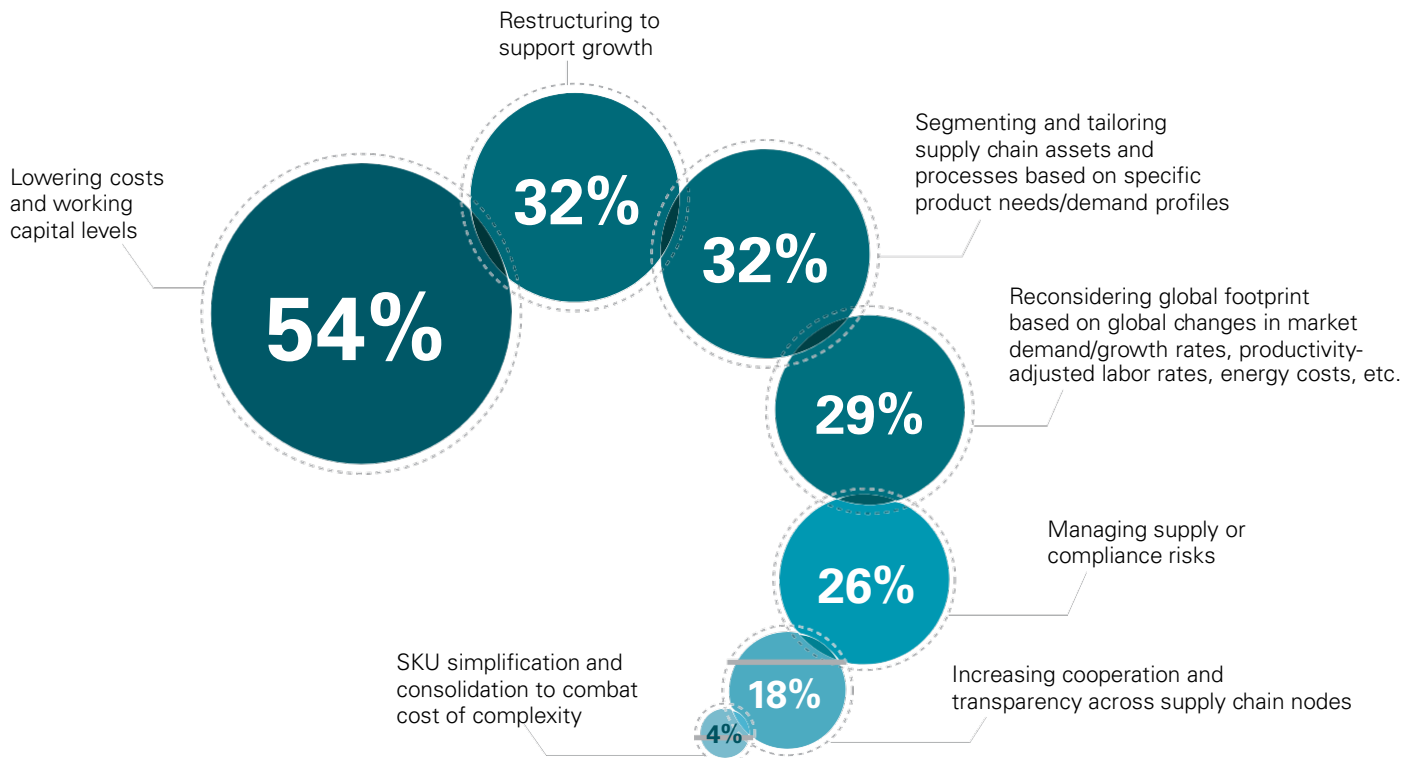 Restructuring to
support growth
32%
Lowering costs
and working
capital levels
54%
Segmenting and tailoring
supply chain assets and
processes based on specific
product needs/demand profiles
32%
Reconsidering global footprint
based on global changes in market
demand/growth rates, productivity-
adjusted labor rates, energy costs, etc.
29%
Managing supply or
compliance risks
26%
Increasing cooperation and
transparency across supply chain nodes
18%
SKU simplification and
consolidation to combat
cost of complexity
4%